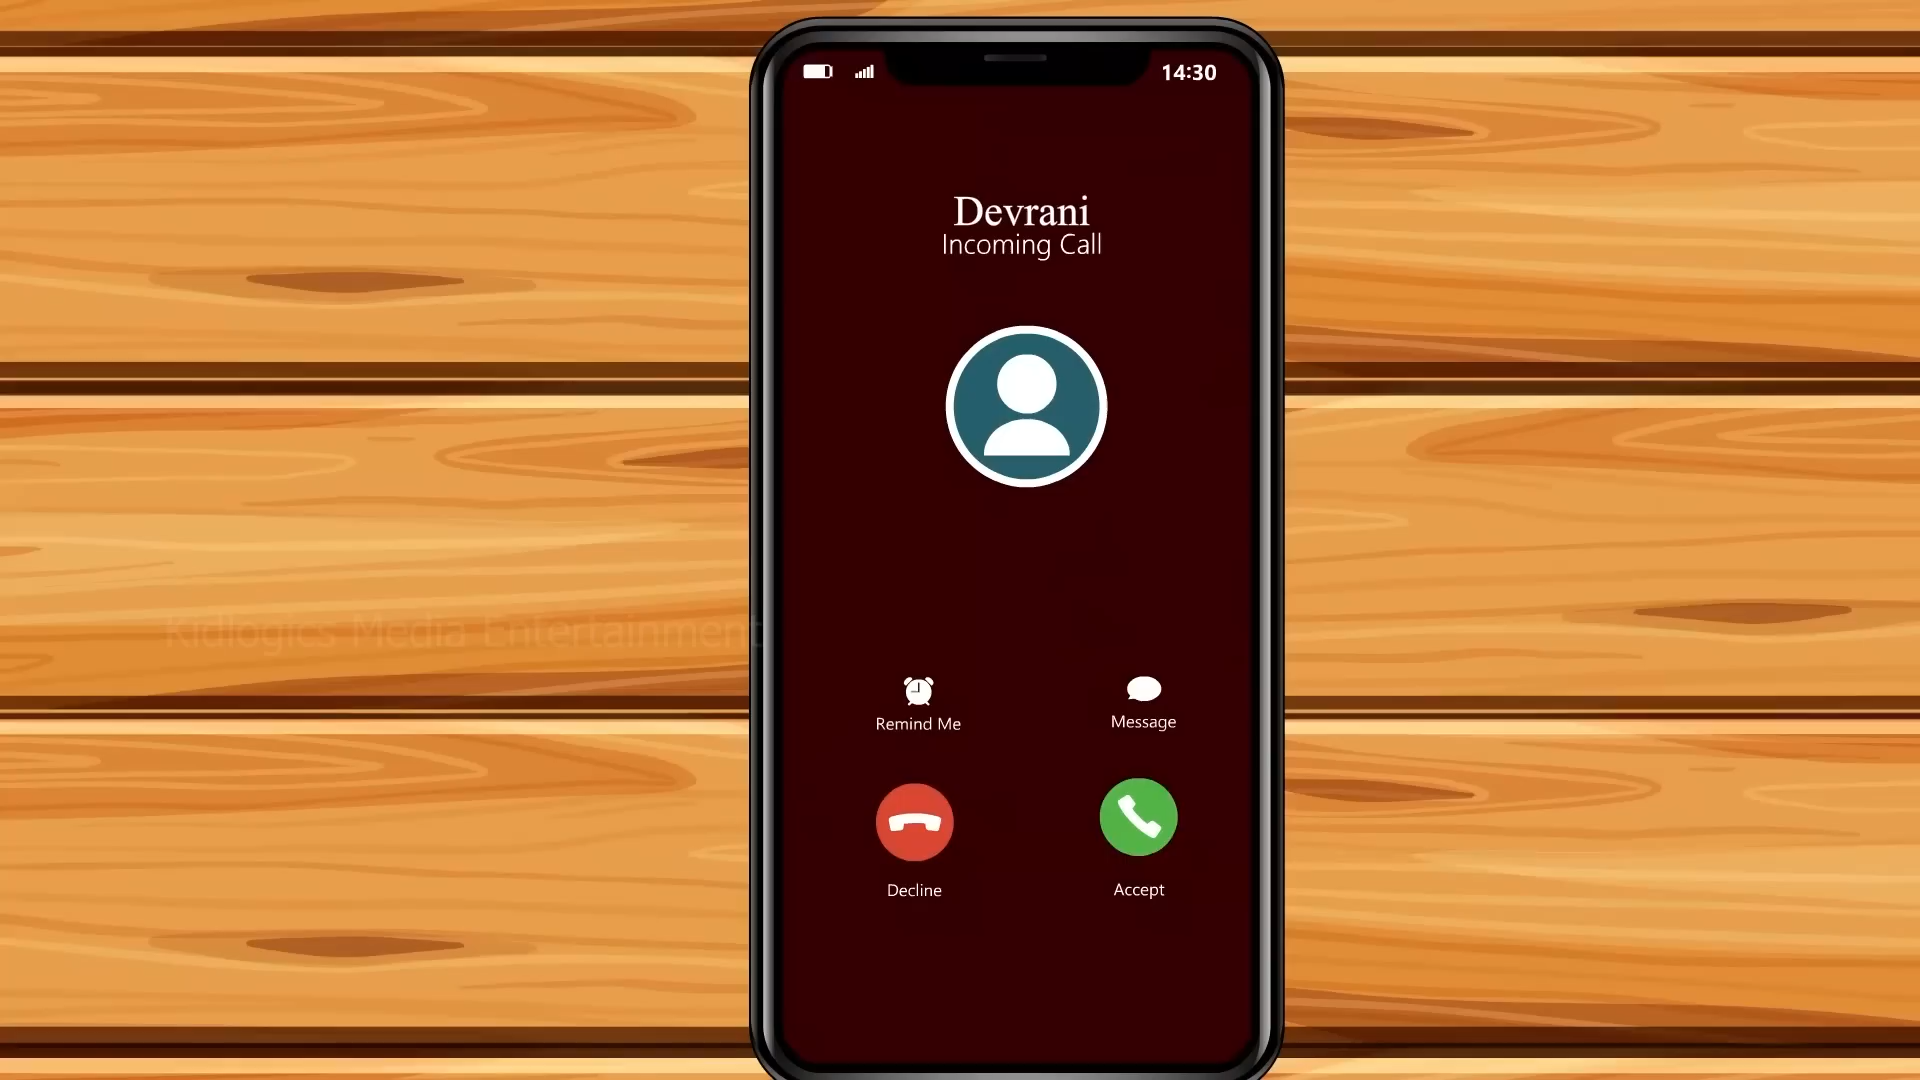 14:30
Devrani
Incoming Call
Kidlogics Media Entertainment
Remind Me
Message
Decline
Accept